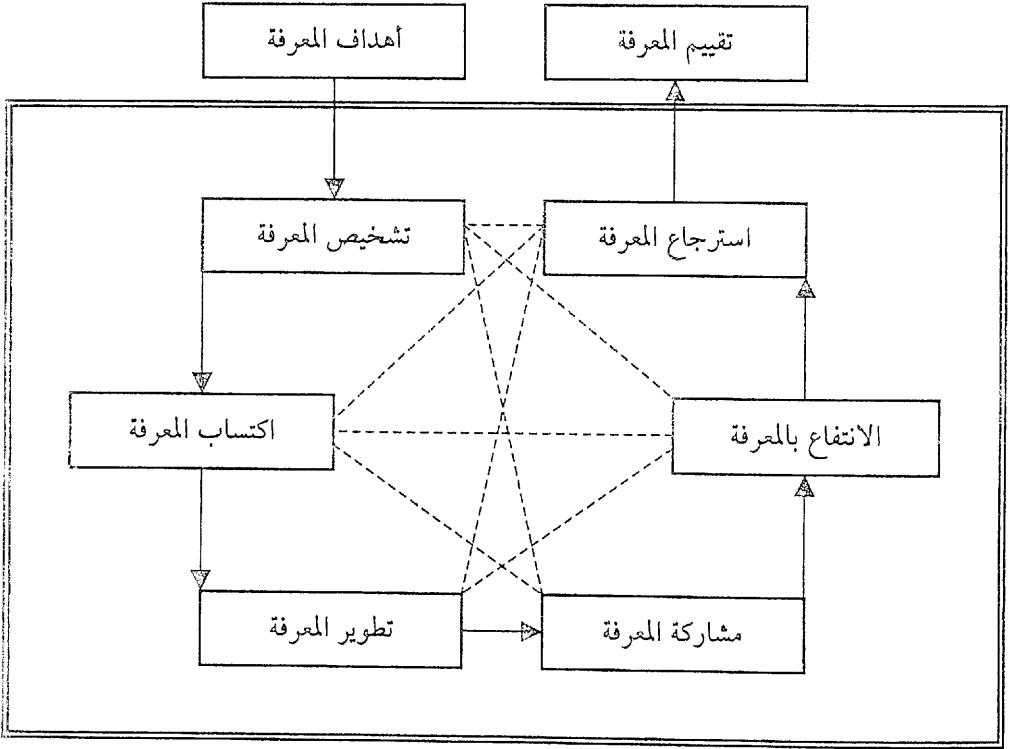 أهداف المعرفة
تقييم المعرفة
تشخيص المعرفة
استرجاع المعرفة
اكتساب المعرفة
الانتفاع بالمعرفة
تطوير المعرفة
مشاركة المعرفة